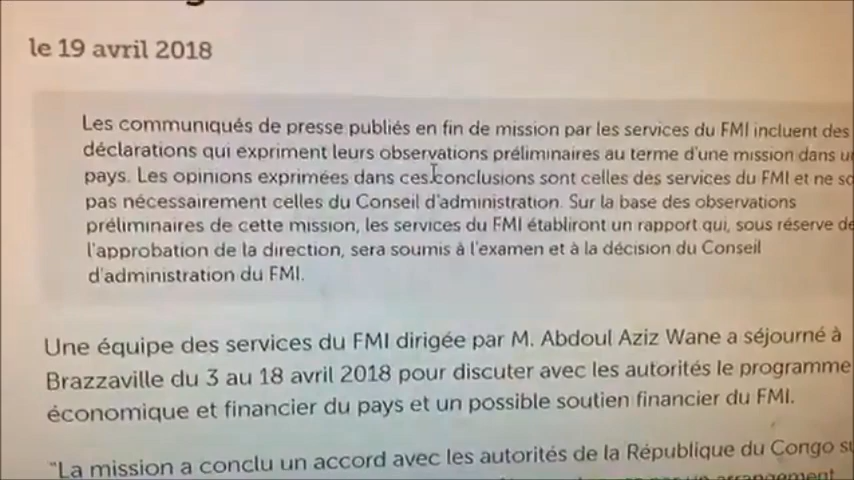 le 19 avril 2018
Les communiqués de presse publiés en fin de mission par les services du FMI incluent des
déclarations qui expriment leurs observations préliminaires au terme d'une mission dans
pays. Les opinions exprimées dans ces conclusions sont celles des services du FMI et ne
pas nécessairement celles du Conseil d'administration. Sur la base des observations
préliminaires de cette mission, les services du FMI établiront un rapport qui, sous réserve
l'approbation de la direction, sera soumis à l'examen et à la décision du Conseil
d'administration du FMI.
Une équipe des services du FMI dirigée par M. Abdoul Aziz Wane a séjourné à
Brazzaville du 3 au 18 avril 2018 pour discuter avec les autorités le programme
économique et financier du pays et un possible soutien financier du FMI.
"La mission a conclu un accord avec les autorités de la République du Congo
par un arrangement